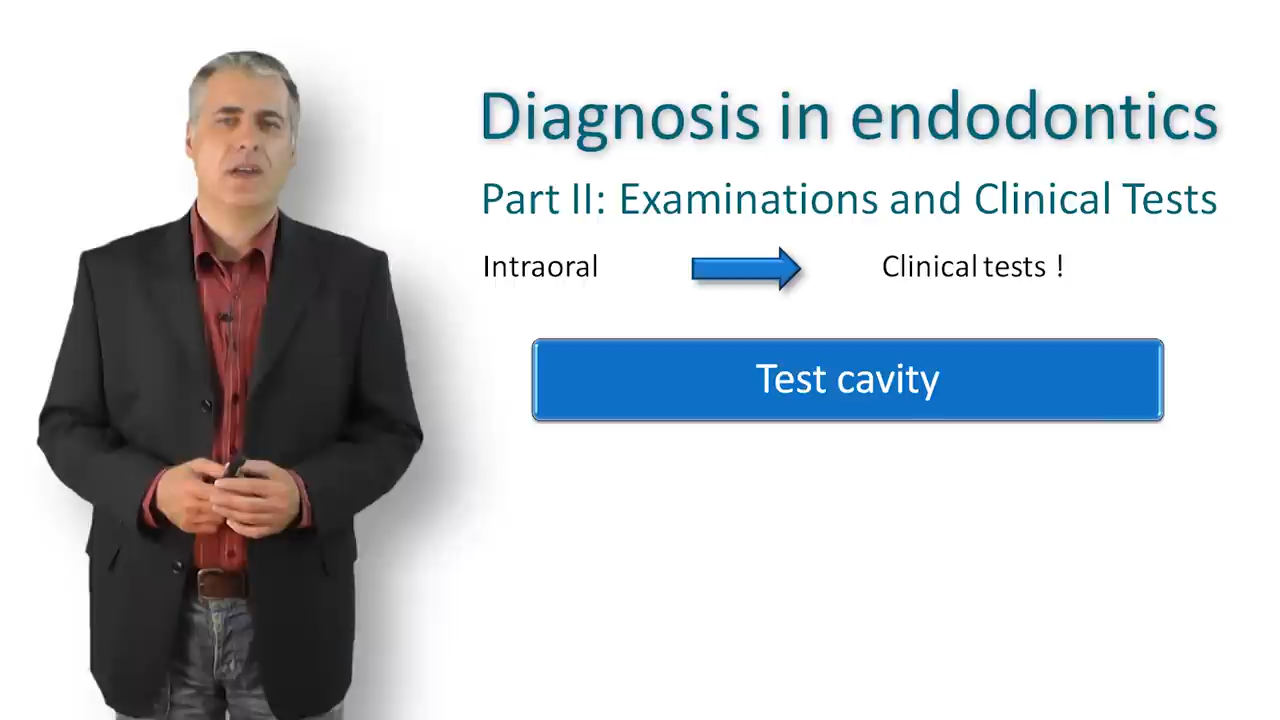 Diagnosis in endodontics
Part II: Examinations and Clinical Tests
Intraoral Clinical tests !
Test cavity